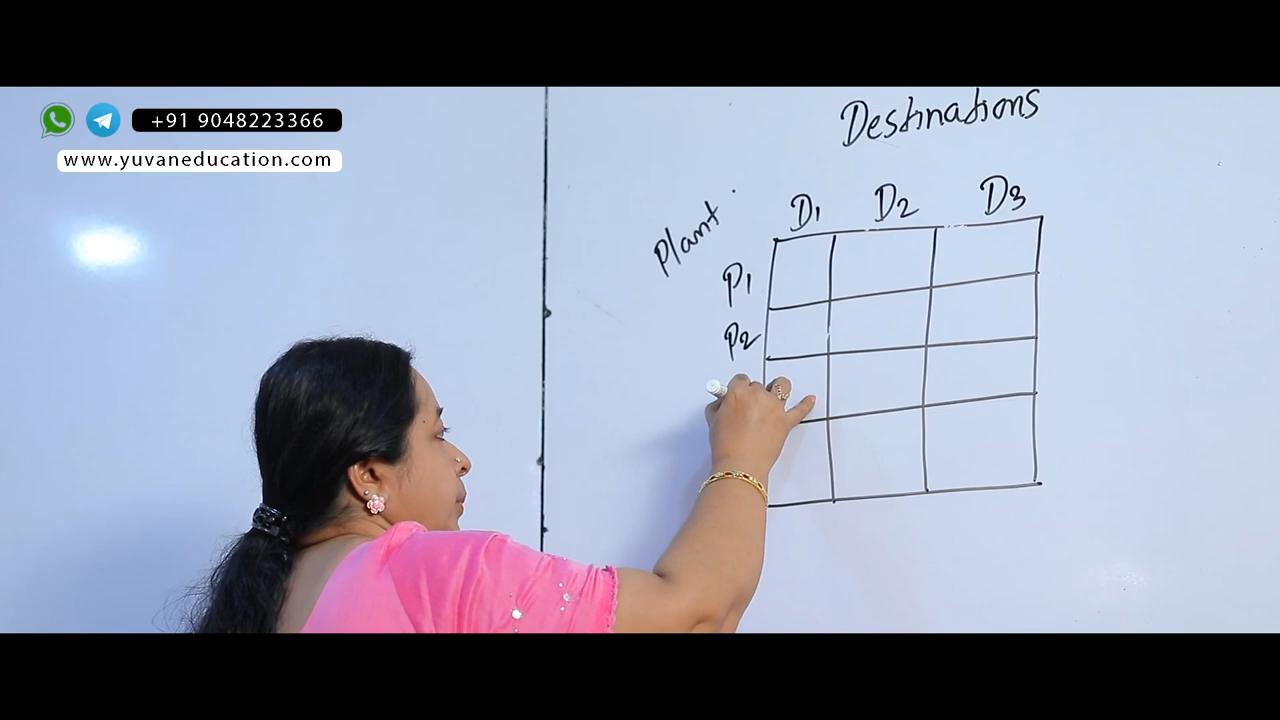 +91 9048223366
www.yuvaneducation.com
Destinations
Plant
D1 D2 D3
P1
P2